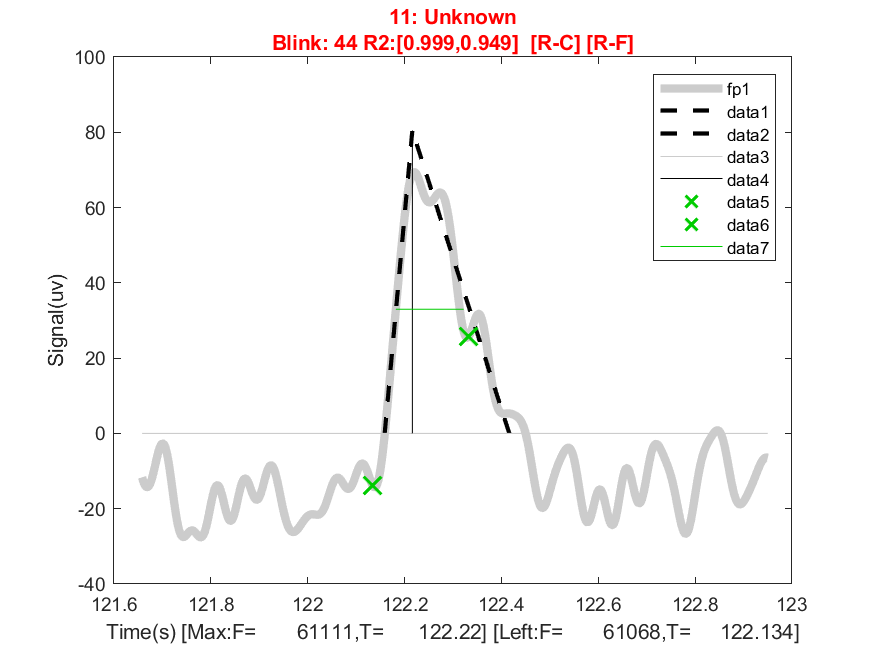 11: Unknown
Blink: 44 R2:[0.999,0.949]  [R-C] [R-F]
100
80
60
40
20
0
-20
-40
Signal(uv)
fp1
data1
data2
data3
data4
data5
data6
data7
121.6 121.8 122 122.2 122.4 122.6 122.8 123
Time(s) [Max:F= 61111,T= 122.22] [Left:F= 61068,T= 122.134]